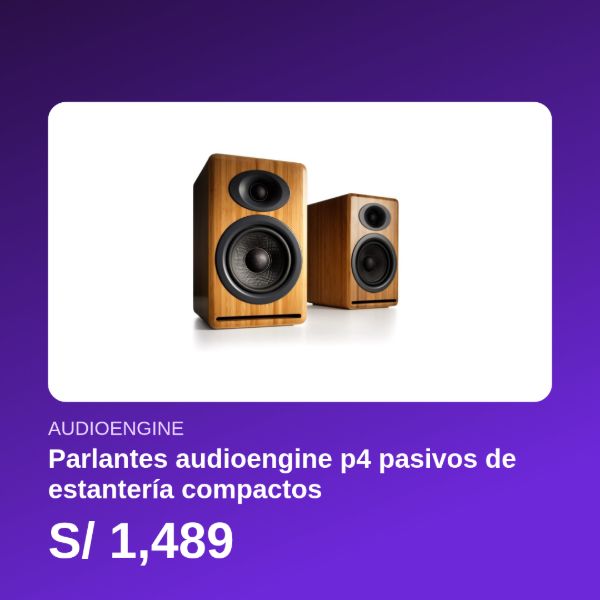 AUDIOENGINE
Parlantes audioengine p4 pasivos de
estantería compactos
S/ 1,489